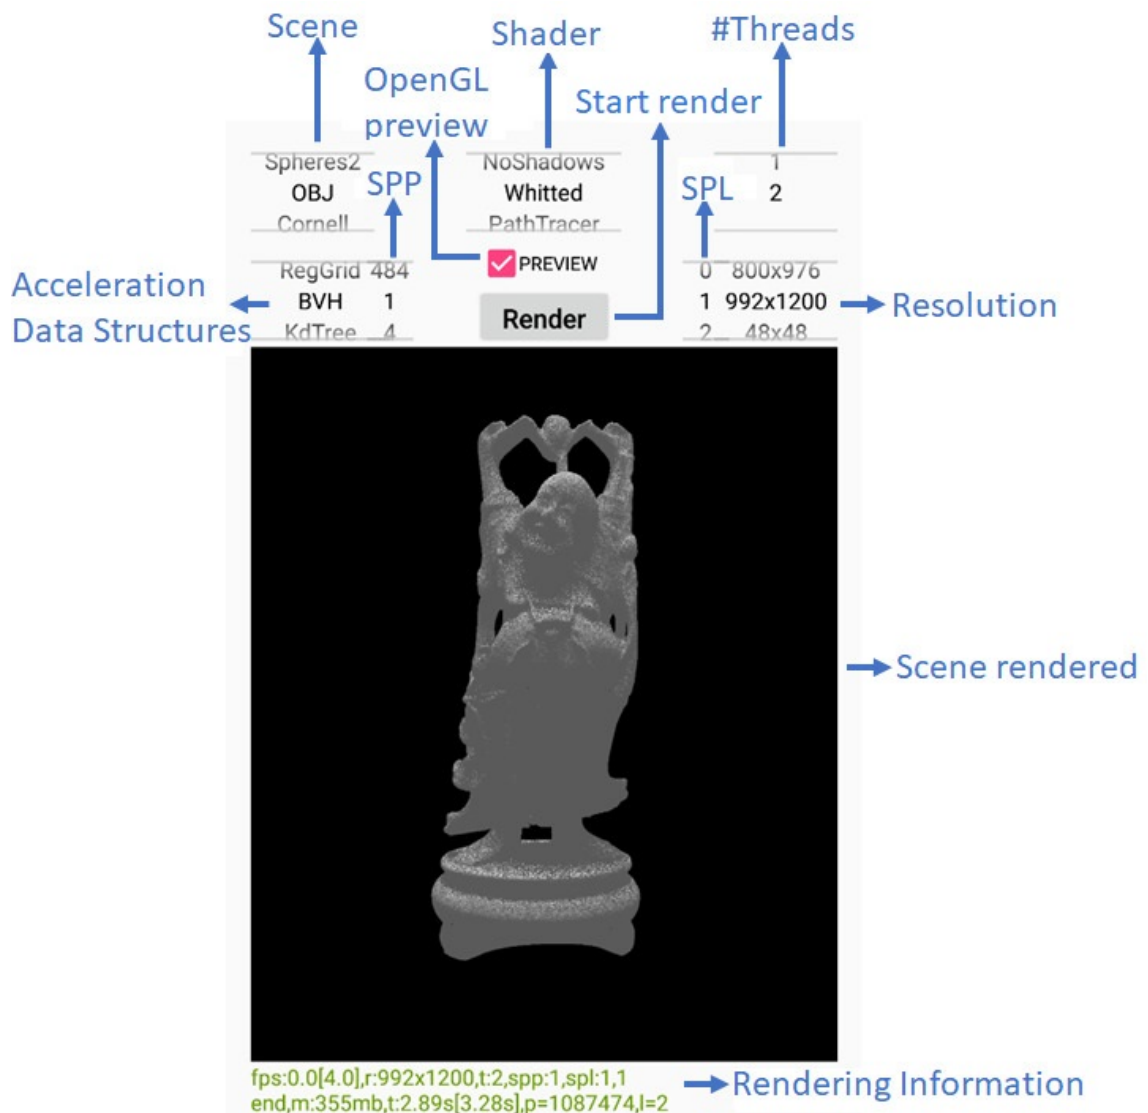 Scene
Shader
#Threads
OpenGL
preview
Start render
Spheres2
OBJ
Cornell
SPP
NoShadows
Whitted
PathTracer
SPL
1
2
Acceleration
Data Structures
RegGrid 484
BVH 1
KdTree 4
PREVIEW
Render
0 800x976
1 992x1200
2 48x48
Resolution
Scene rendered
fps:0.0[4.0],r:992x1200,t:2,spp:1,spl:1,1
end,m:355mb,t:2.89s[3.28s],p=1087474,l=2
Rendering Information